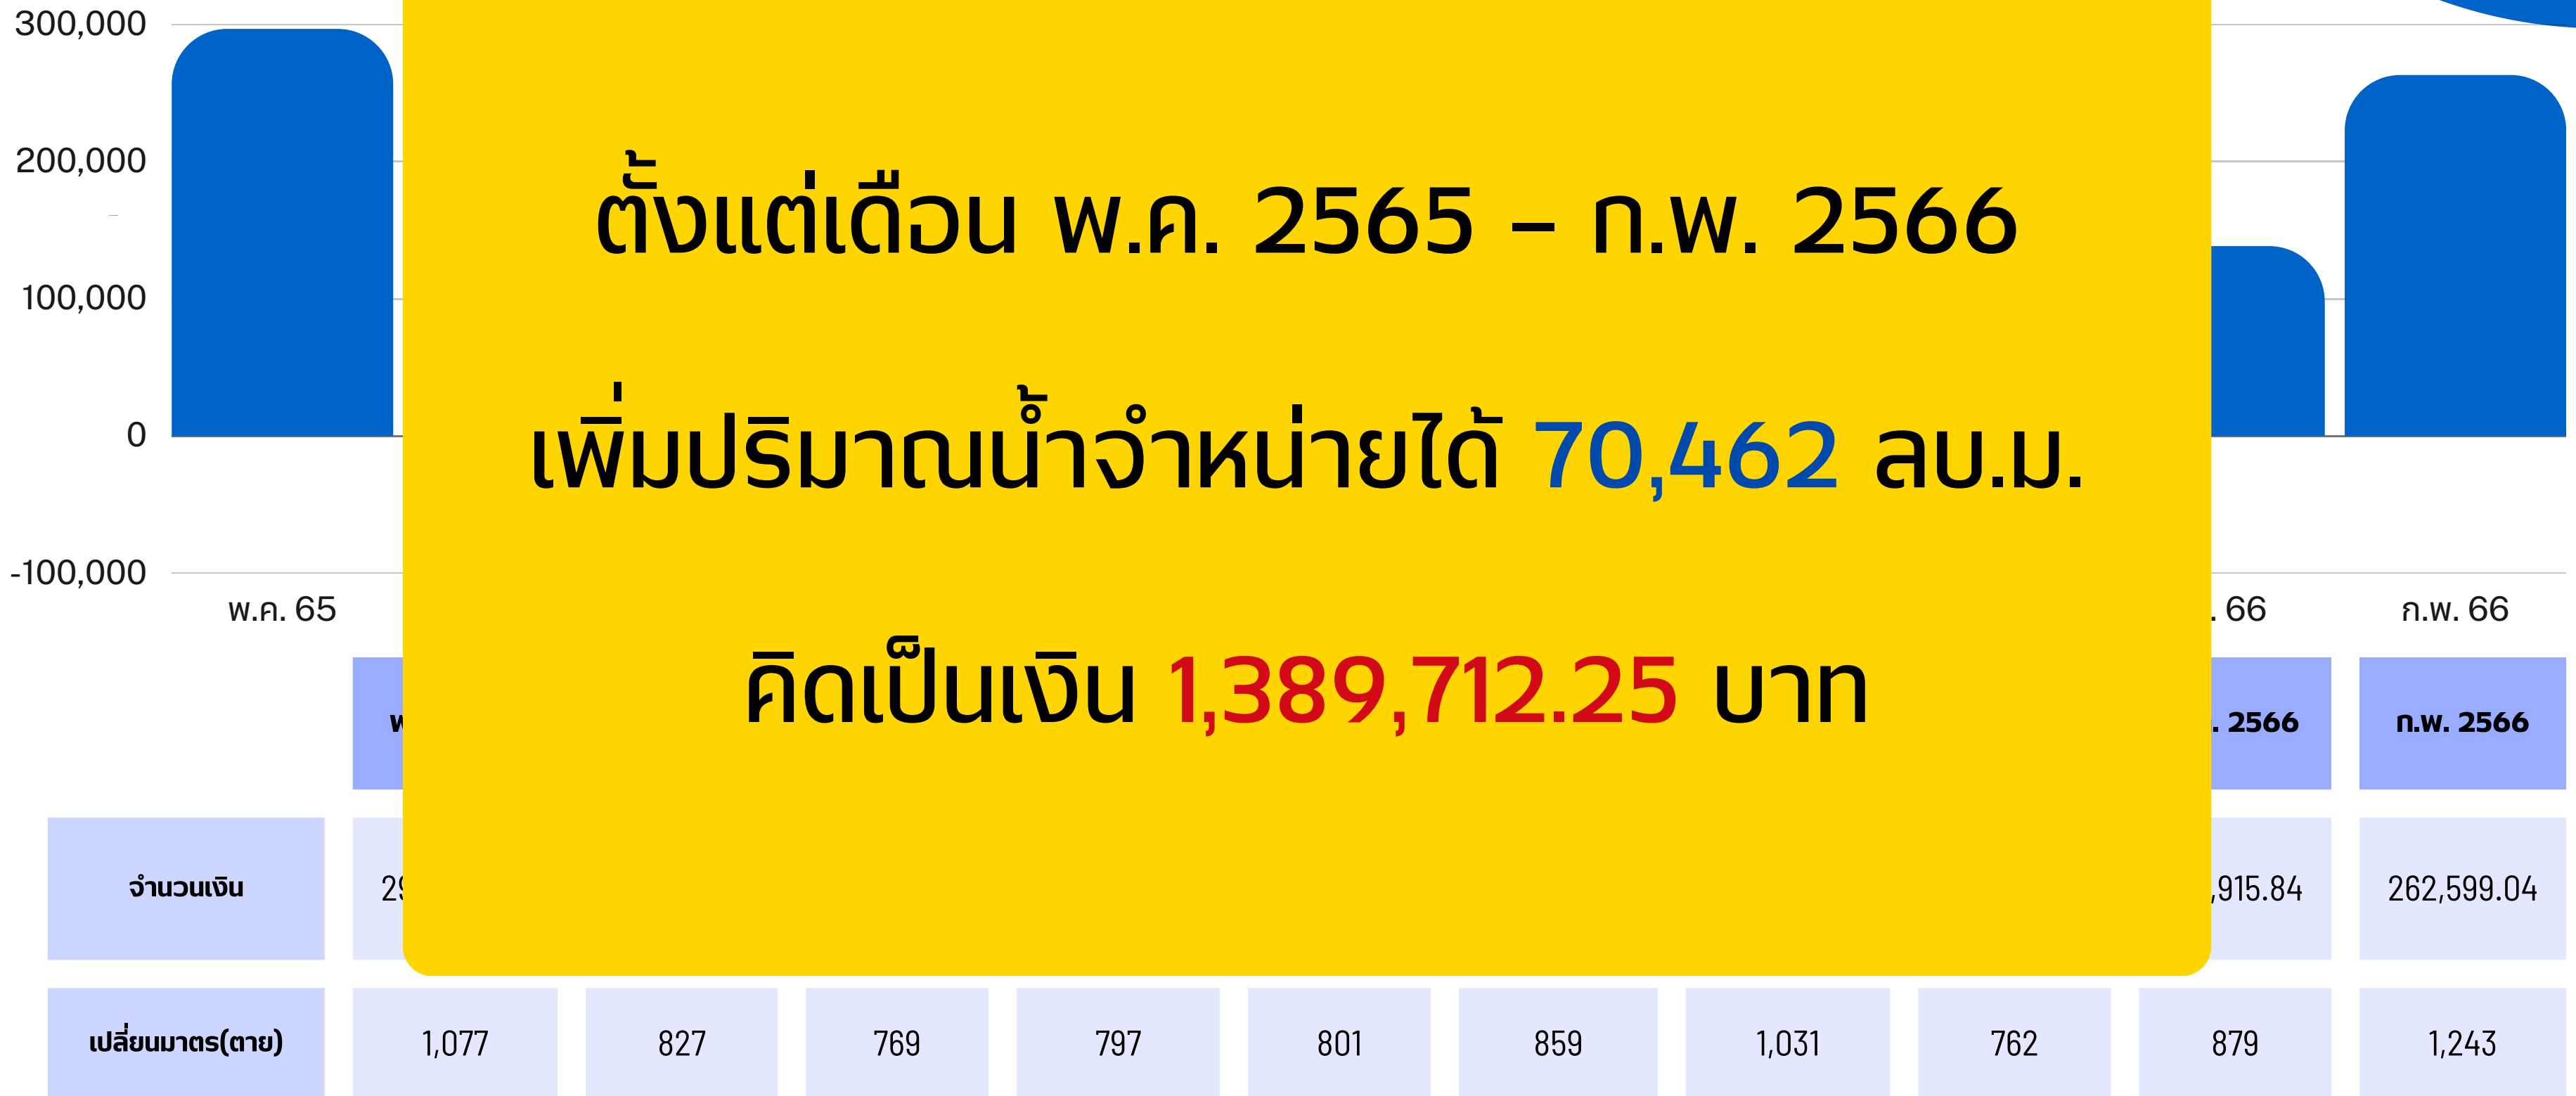 300,000
200,000
100,000
0
-100,000
ตั้งแต่เดือน พ.ค. 2565 – ก.พ. 2566
เพิ่มปริมาณน้ำจำหน่ายได้ 70,462 ลบ.ม.
คิดเป็นเงิน 1,389,712.25 บาท
พ.ค. 65 . 66 ก.พ. 66
. 2566 ก.พ. 2566
จำนวนเงิน 29 ,915.84 262,599.04
เปลี่ยนมาตร(ตาย) 1,077 827 769 797 801 859 1,031 762 879 1,243